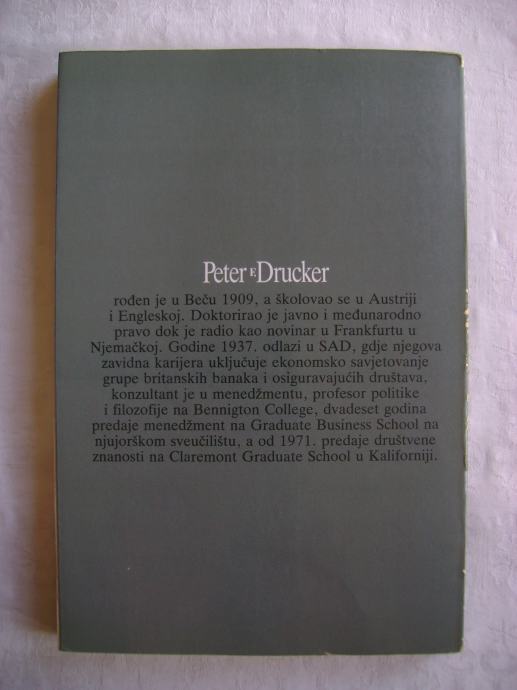 Peter F. Drucker
rođen je u Beču 1909, a školovao se u Austriji
i Engleskoj. Doktorirao je javno i međunarodno
pravo dok je radio kao novinar u Frankfurtu u
Njemačkoj. Godine 1937. odlazi u SAD, gdje njegova
zavidna karijera uključuje ekonomsko savjetovanje
grupe britanskih banaka i osiguravajućih društava,
konzultant je u menedžmentu, profesor politike
i filozofije na Bennigton College, dvadeset godina
predaje menedžment na Graduate Business School na
njujorškom sveučilištu, a od 1971. predaje društvene
znanosti na Claremont Graduate School u Kaliforniji.